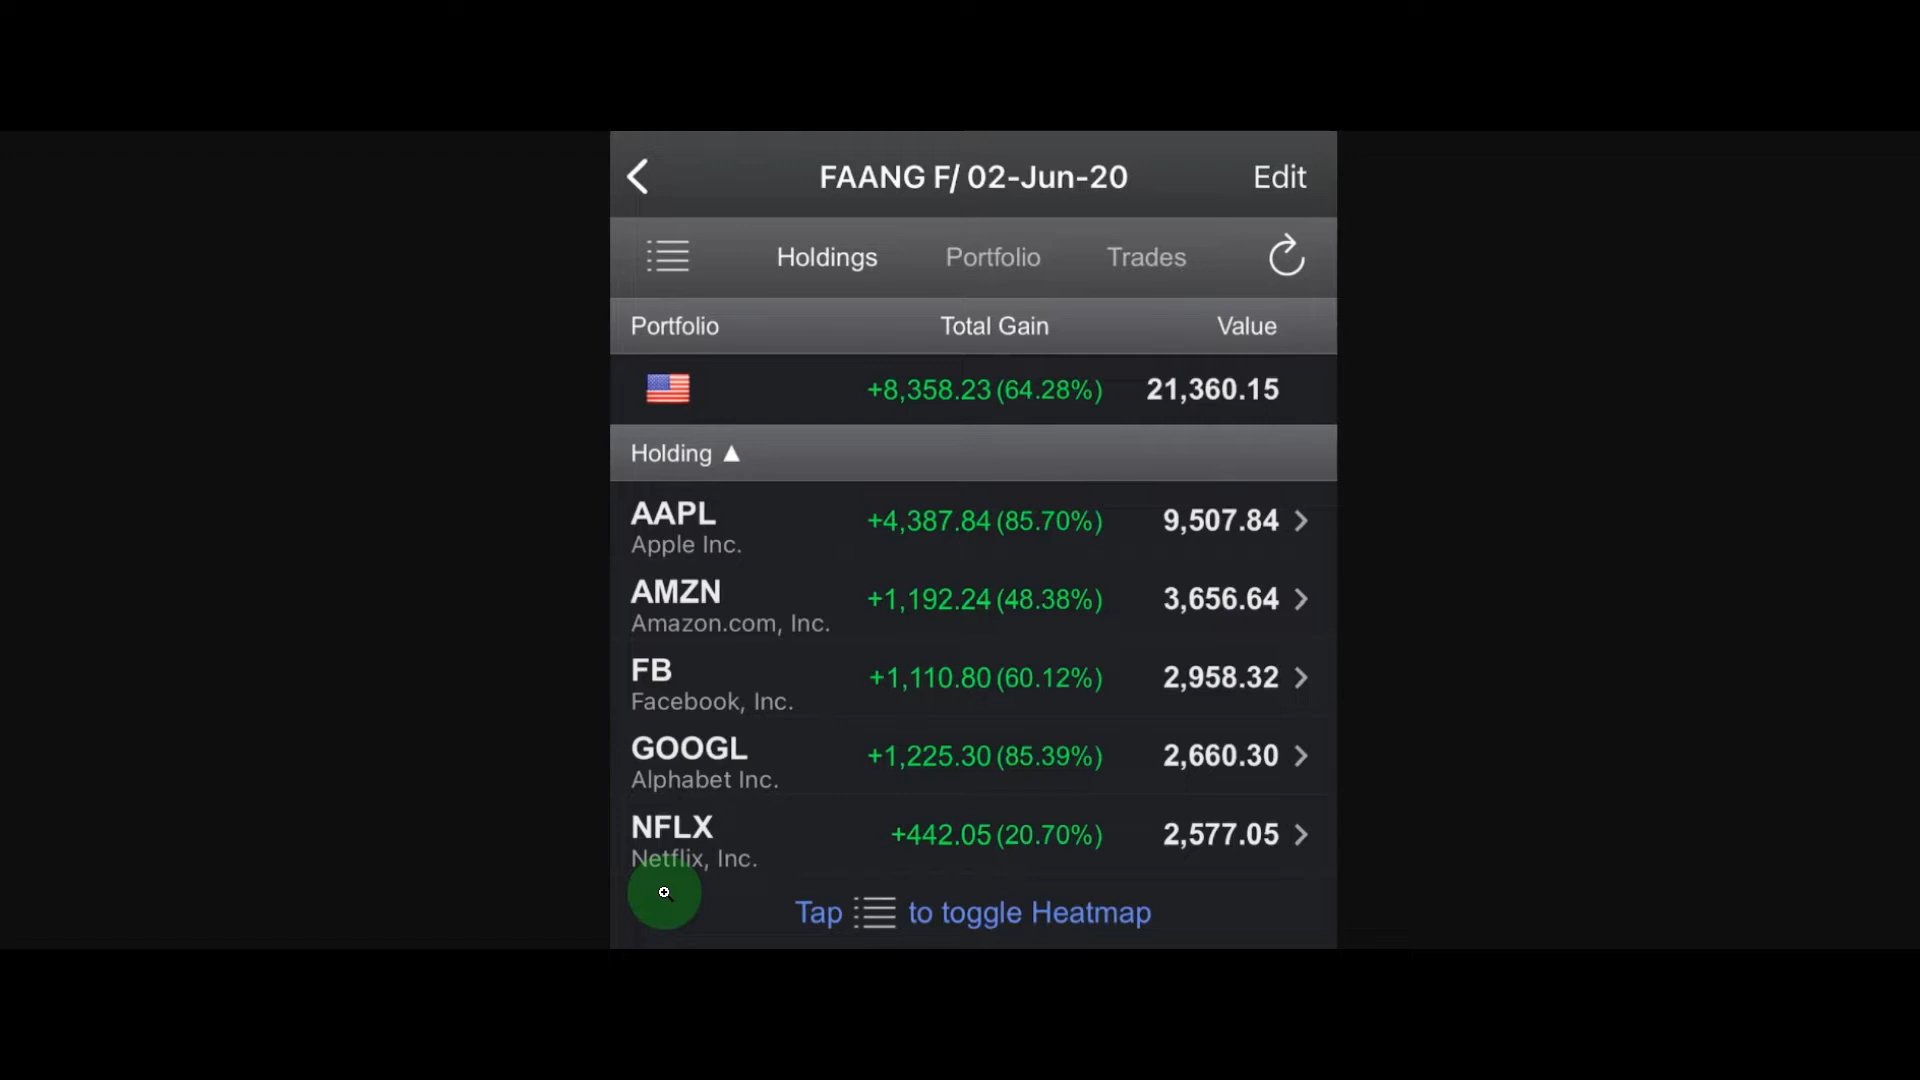 FAANG F/ 02-Jun-20 Edit
Holdings Portfolio Trades
Portfolio Total Gain Value
+8,358.23 (64.28%) 21,360.15
Holding ▲
AAPL +4,387.84 (85.70%) 9,507.84
Apple Inc.
AMZN +1,192.24 (48.38%) 3,656.64
Amazon.com, Inc.
FB +1,110.80 (60.12%) 2,958.32
Facebook, Inc.
GOOGL +1,225.30 (85.39%) 2,660.30
Alphabet Inc.
NFLX +442.05 (20.70%) 2,577.05
Netflix, Inc.
Tap to toggle Heatmap